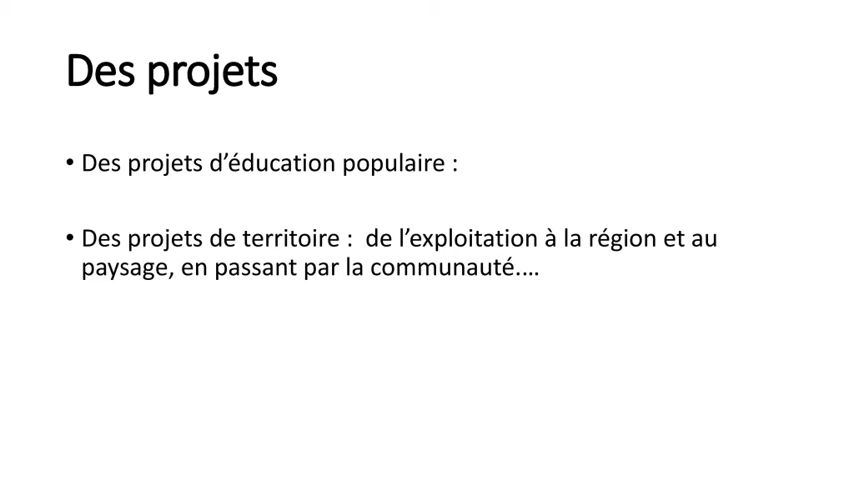 Des projets
• Des projets d’éducation populaire :
• Des projets de territoire :  de l’exploitation à la région et au
paysage, en passant par la communauté.…